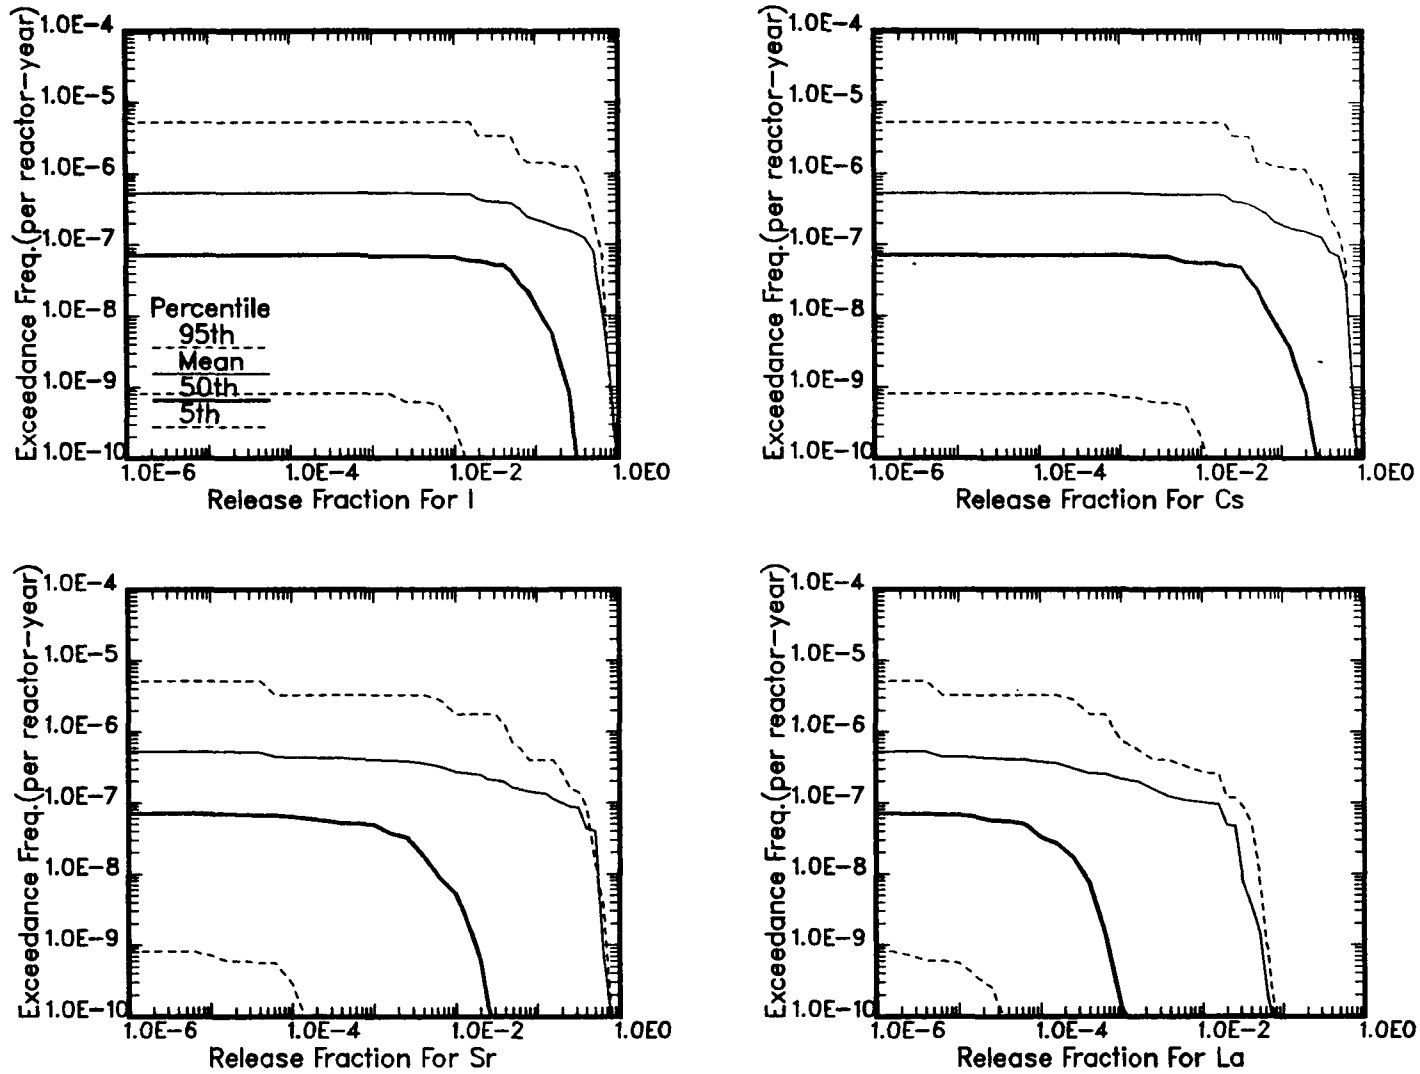 Exceedance Freq.(per reactor-year)
1.0E-4
1.0E-5
1.0E-6
1.0E-7
1.0E-8
1.0E-9
1.0E-10
Percentile
95th
Mean
50th
5th
1.0E-6
1.0E-4
1.0E-2
1.0E0
Release Fraction For I
Exceedance Freq.(per reactor-year)
1.0E-4
1.0E-5
1.0E-6
1.0E-7
1.0E-8
1.0E-9
1.0E-10
1.0E-6
1.0E-4
1.0E-2
1.0E0
Release Fraction For Cs
Exceedance Freq.(per reactor-year)
1.0E-4
1.0E-5
1.0E-6
1.0E-7
1.0E-8
1.0E-9
1.0E-10
1.0E-6
1.0E-4
1.0E-2
1.0E0
Release Fraction For Sr
Exceedance Freq.(per reactor-year)
1.0E-4
1.0E-5
1.0E-6
1.0E-7
1.0E-8
1.0E-9
1.0E-10
1.0E-6
1.0E-4
1.0E-2
1.0E0
Release Fraction For La